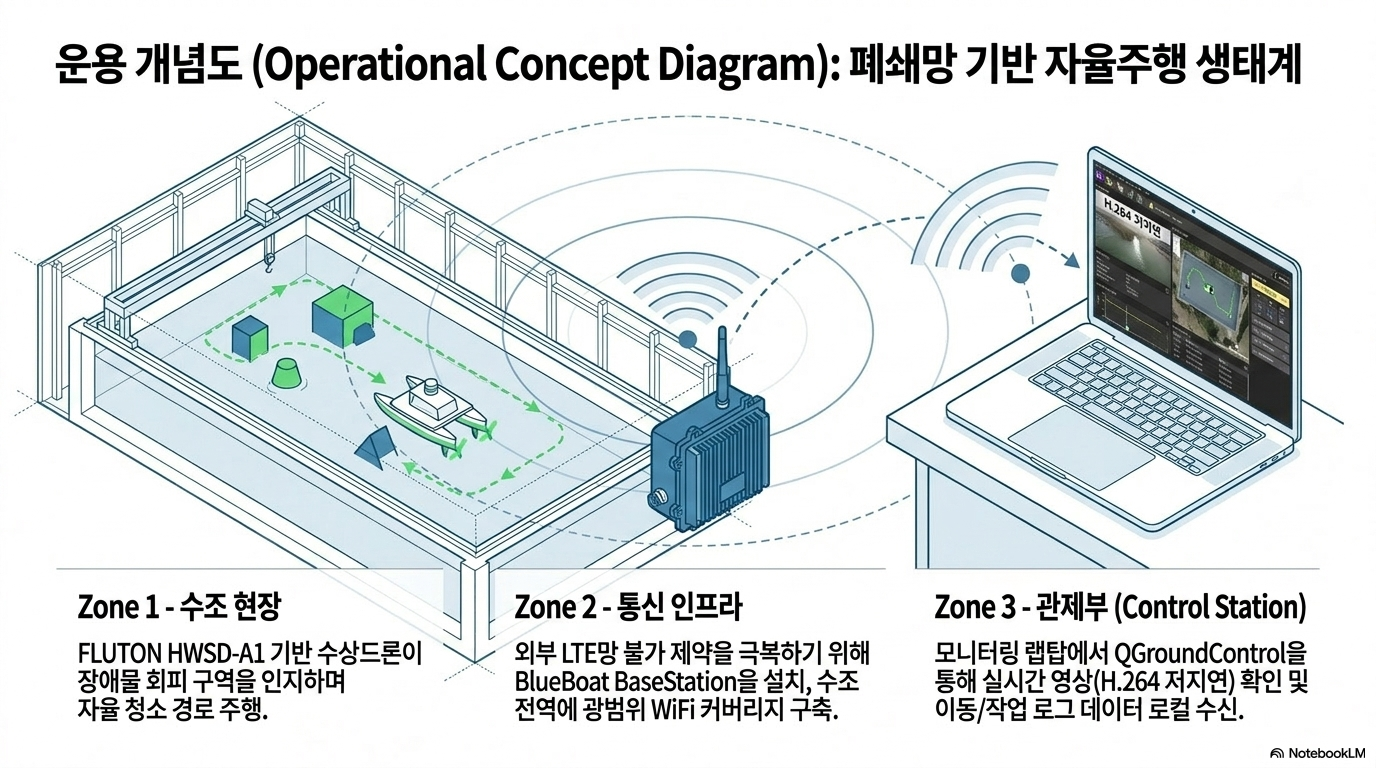 운용 개념도 (Operational Concept Diagram): 폐쇄망 기반 자율주행 생태계
H.264 저지연
Zone 1 - 수조 현장
FLUTON HWSD-A1 기반 수상드론이
장애물 회피 구역을 인지하며
자율 청소 경로 주행.
Zone 2 - 통신 인프라
외부 LTE망 불가 제약을 극복하기 위해
BlueBoat BaseStation을 설치, 수조
전역에 광범위 WiFi 커버리지 구축.
Zone 3 - 관제부 (Control Station)
모니터링 랩탑에서 QGroundControl을
통해 실시간 영상(H.264 저지연) 확인 및
이동/작업 로그 데이터 로컬 수신.
NotebookLM